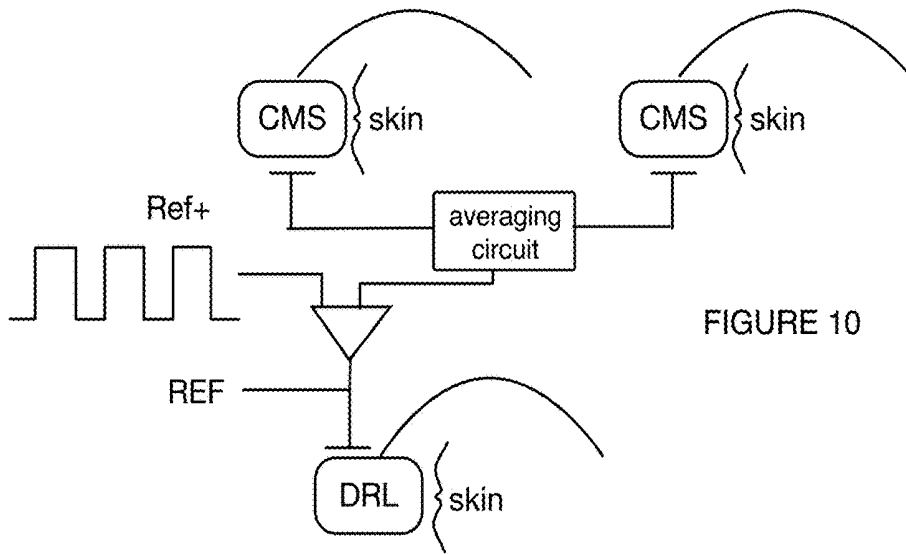 CMS
skin
CMS
skin
Ref+
averaging
circuit
FIGURE 10
REF
DRL
skin